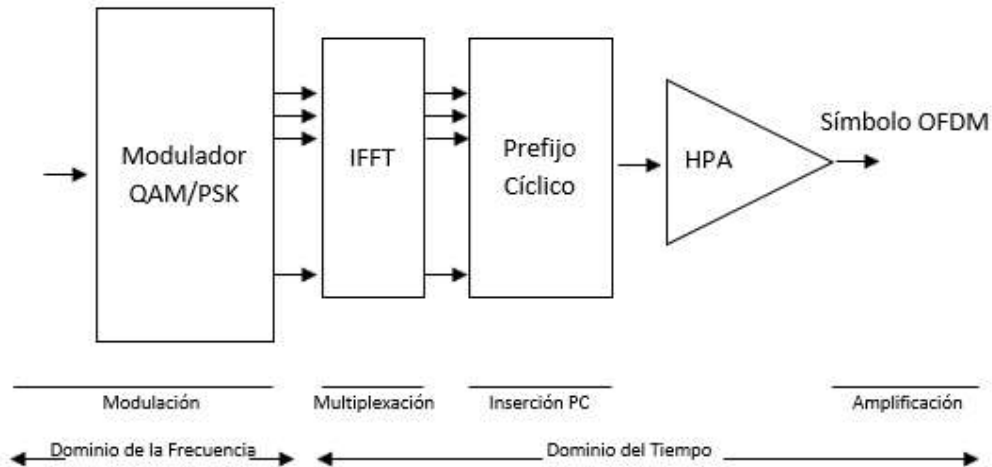 Modulador
QAM/PSK
IFFT
Prefijo
Cíclico
HPA
Símbolo OFDM
Modulación
Multiplexación
Inserción PC
Amplificación
Dominio de la Frecuencia
Dominio del Tiempo